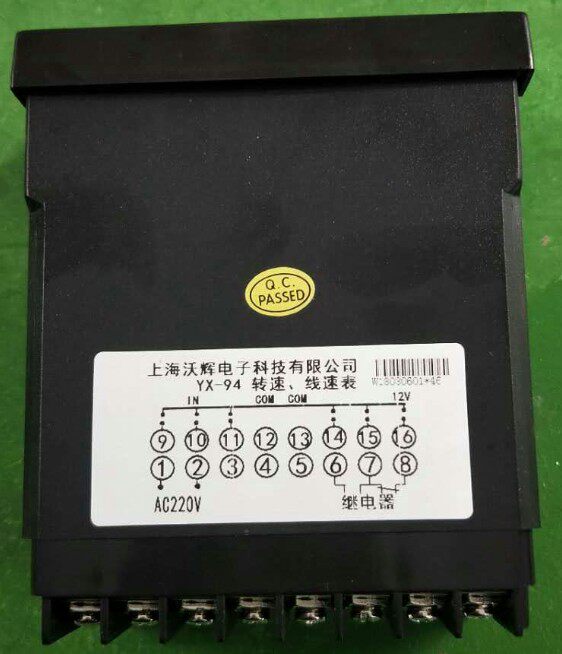 Q.C.
PASSED
上海沃辉电子科技有限公司
YX-94 转速、线速表
W18030601*46
IN COM COM 12V
9 10 11 12 13 14 15 16
1 2 3 4 5 6 7 8
AC220V 继电器